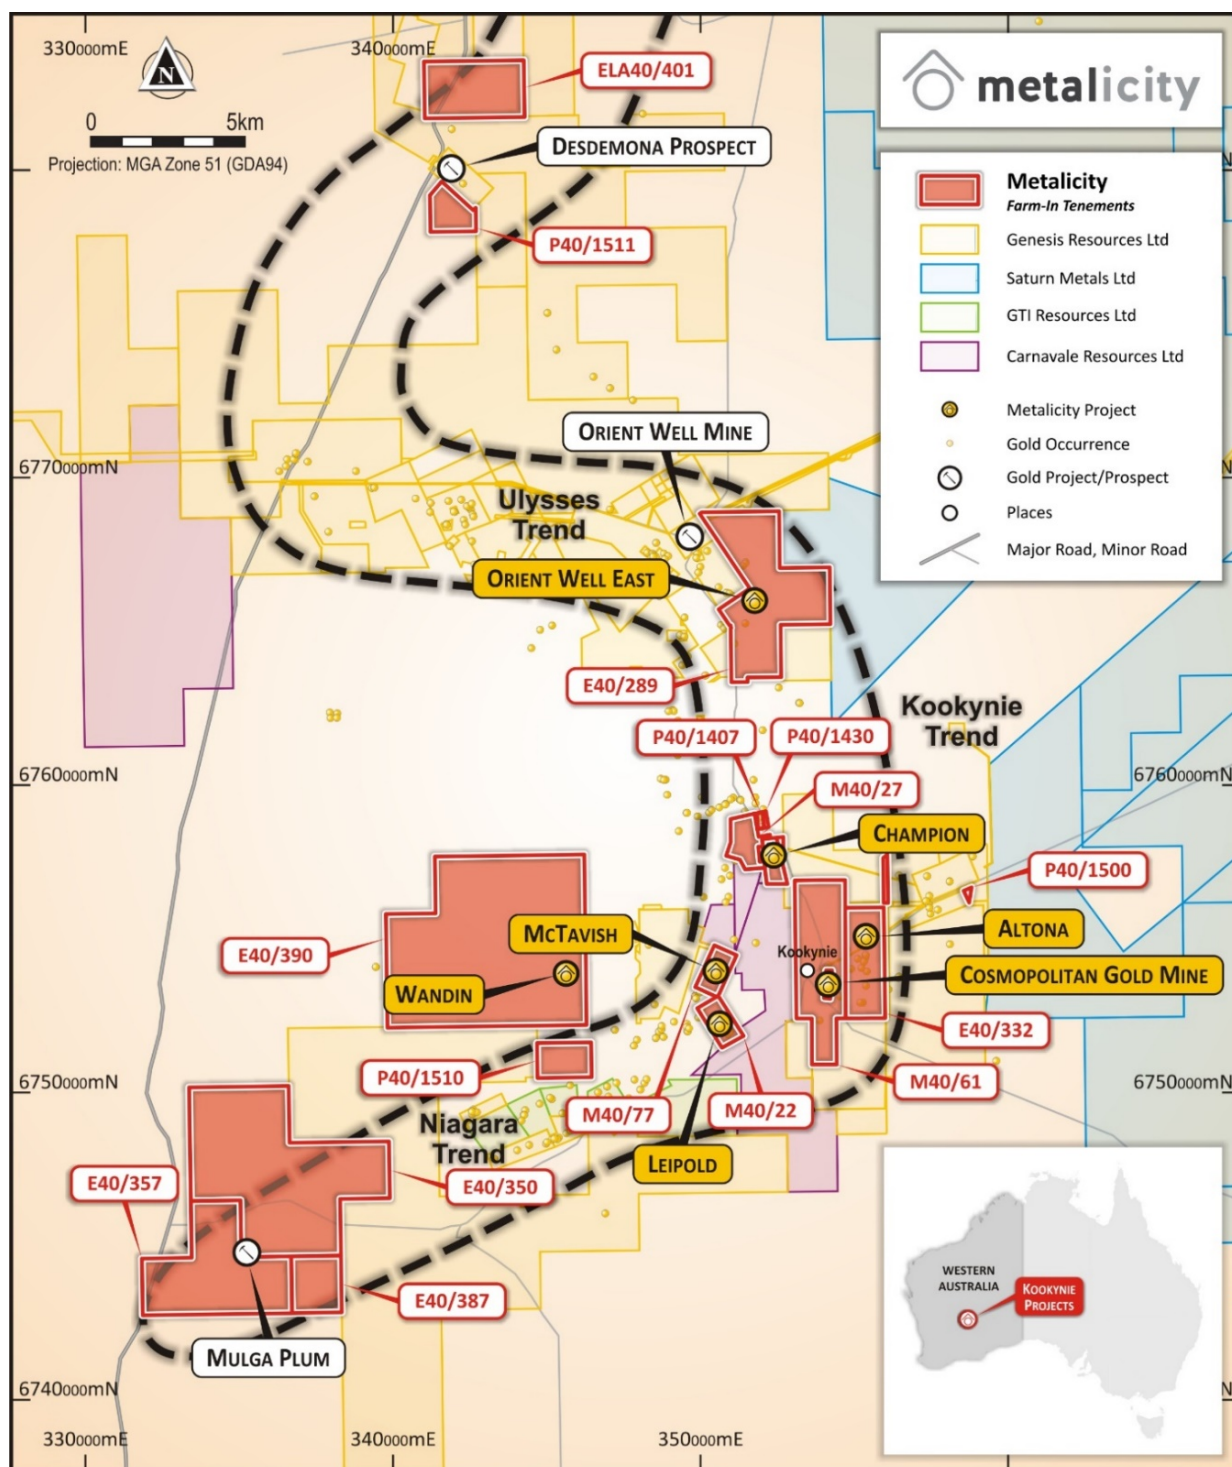 330000mE
340000mE
N
0 5km
Projection: MGA Zone 51 (GDA94)
ELA40/401
DESDEMONA PROSPECT
P40/1511
metalicity
Metalicity
Farm-In Tenements
Genesis Resources Ltd
Saturn Metals Ltd
GTI Resources Ltd
Carnavale Resources Ltd
Metalicity Project
Gold Occurrence
Gold Project/Prospect
Places
Major Road, Minor Road
ORIENT WELL MINE
6770000mN
Ulysses
Trend
ORIENT WELL EAST
E40/289
Kookynie
Trend
P40/1407
P40/1430
6760000mN
6760000mN
M40/27
CHAMPION
P40/1500
MCTAVISH
ALTONA
E40/390
Kookynie
WANDIN
COSMOPOLITAN GOLD MINE
E40/332
P40/1510
M40/61
6750000mN
6750000mN
M40/77
M40/22
Niagara
Trend
LEIPOLD
E40/357
E40/350
E40/387
MULGA PLUM
WESTERN
AUSTRALIA
KOOKYNIE
PROJECTS
6740000mN
330000mE
340000mE
350000mE